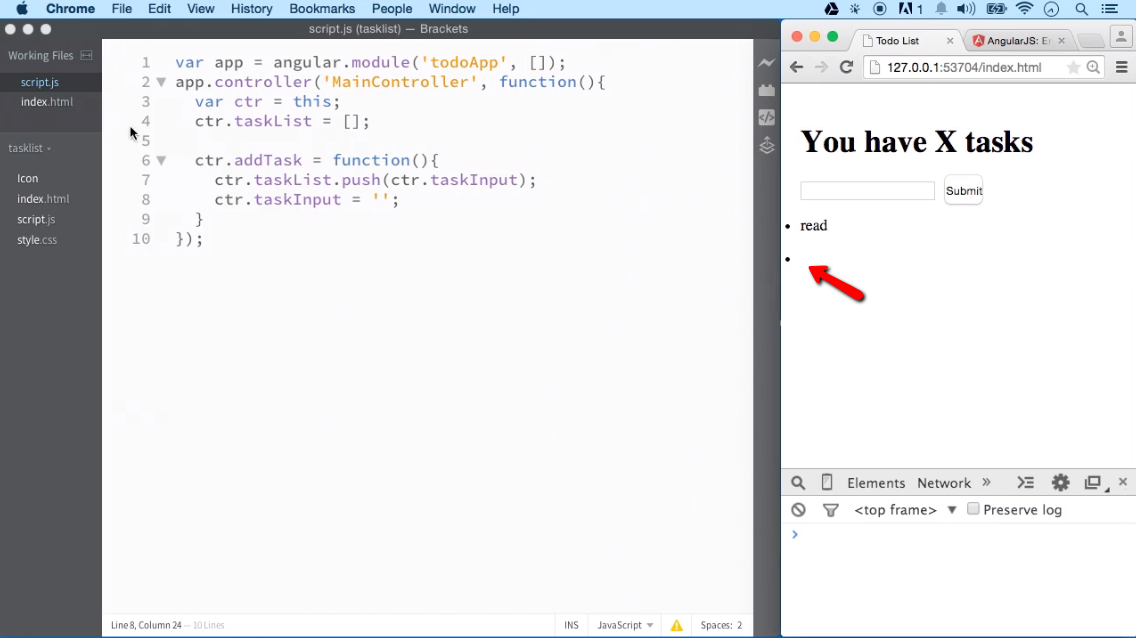 Chrome File Edit View History Bookmarks People Window Help 1
script.js (tasklist) — Brackets
Working Files
script.js
index.html
tasklist
Icon
index.html
script.js
style.css
1 var app = angular.module('todoApp', []);
2 app.controller('MainController', function(){
3 var ctr = this;
4 ctr.taskList = [];
5
6 ctr.addTask = function(){
7 ctr.taskList.push(ctr.taskInput);
8 ctr.taskInput = '';
9 }
10 });
Line 8, Column 24 — 10 Lines
INS JavaScript Spaces: 2
Todo List × AngularJS: Er ×
127.0.0.1:53704/index.html
You have X tasks
Submit
• read
•
Elements Network »
<top frame> ▼ Preserve log
>